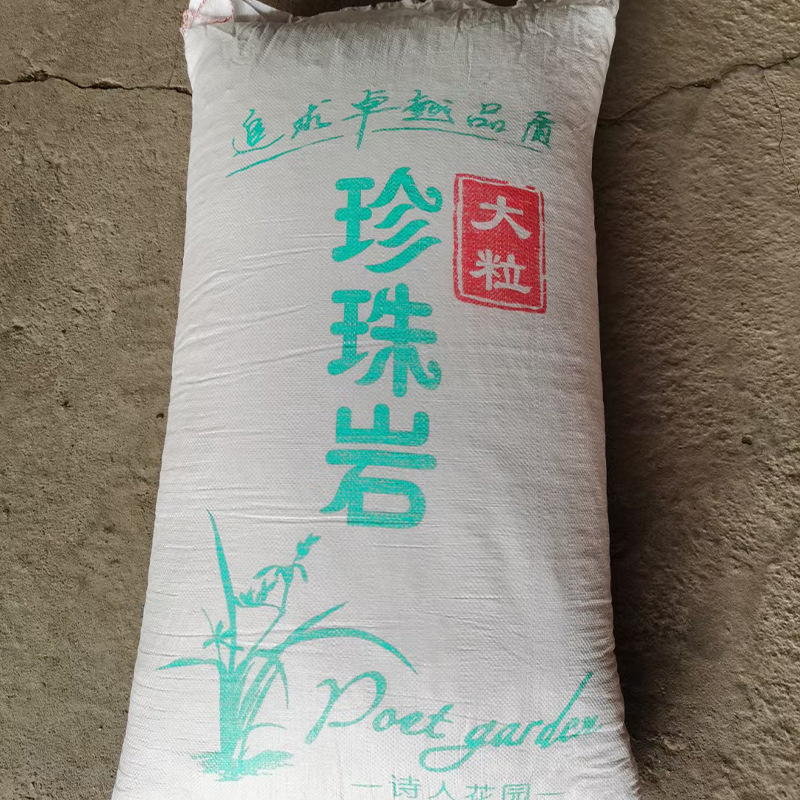 追求卓越品质
珍珠岩
大粒
Poet garden
一诗人花园一